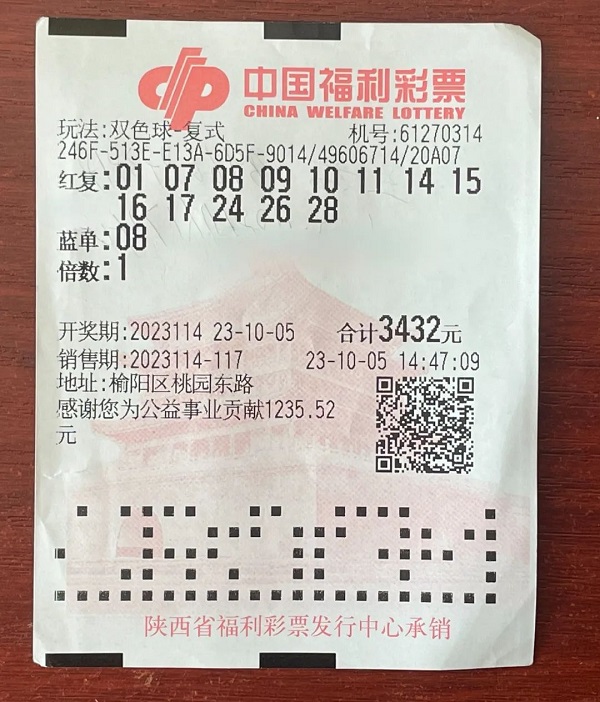 中国福利彩票
CHINA WELFARE LOTTERY
玩法:双色球-复式 机号:61270314
246F-513E-E13A-6D5F-9014/49606714/20A07
红复:01 07 08 09 10 11 14 15
16 17 24 26 28
蓝单:08
倍数:1
开奖期:2023114 23-10-05 合计3432元
销售期:2023114-117 23-10-05 14:47:09
地址:榆阳区桃园东路
感谢您为公益事业贡献1235.52
元
陕西省福利彩票发行中心承销